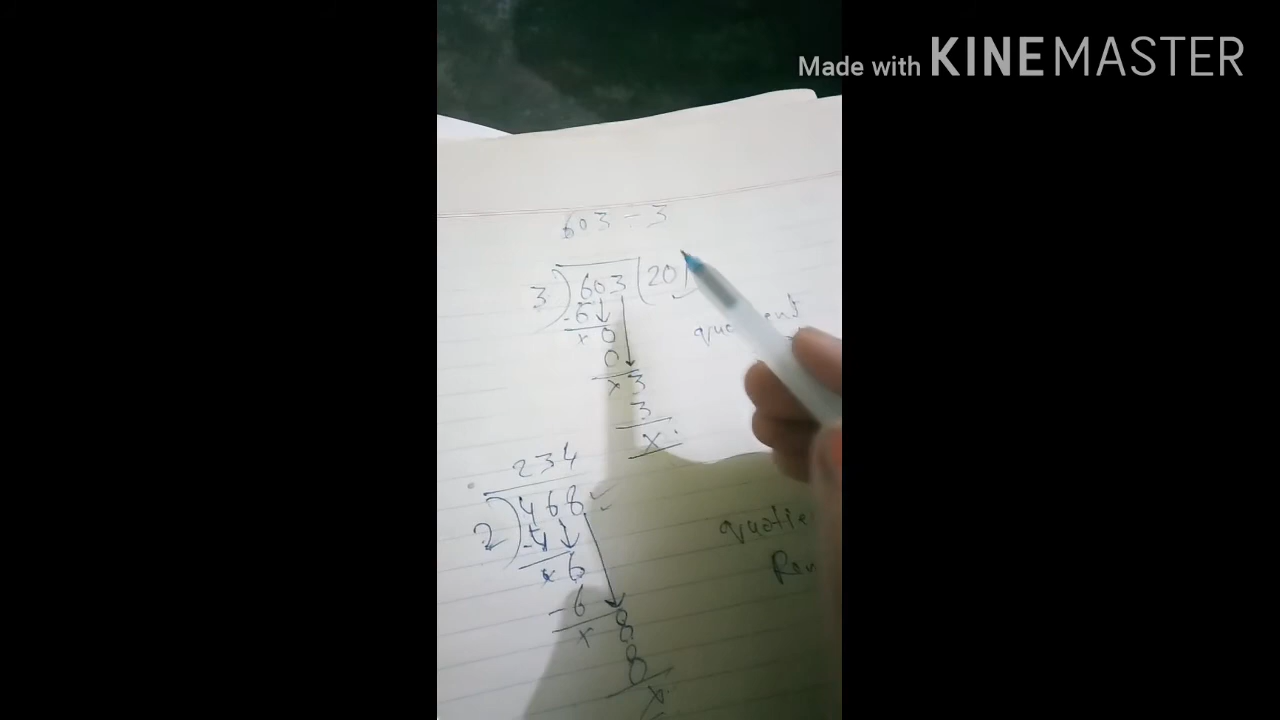 Made with KINEMASTER
603 - 3
3)603(20
-6
x0
0
x3
3
x
234
2)468
-4
x6
-6
x8
8
x